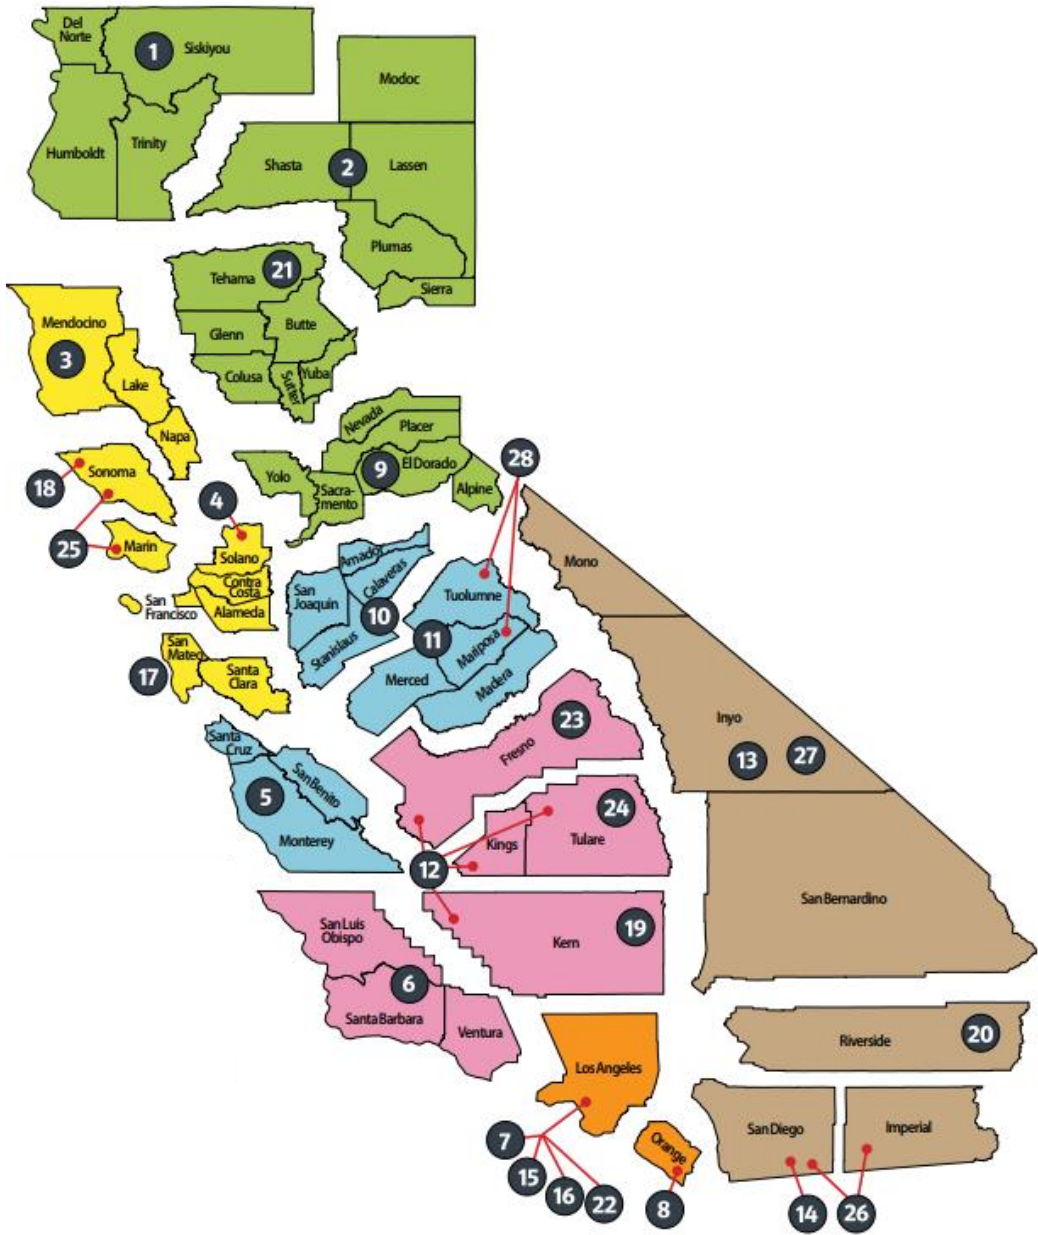 Del
Norte
1
Siskiyou
Modoc
Humboldt
Trinity
Shasta
2
Lassen
Plumas
Sierra
Tehama
21
Glenn
Butte
Colusa
Sutter
Yuba
Mendocino
3
Lake
Napa
Nevada
Placer
9
El Dorado
Yolo
Sacra-
mento
Alpine
28
18
Sonoma
25
Marin
4
Solano
Contra
Costa
Alameda
San
Francisco
Amador
Calaveras
San
Joaquin
10
Stanislaus
Tuolumne
11
Mariposa
Merced
Madera
Mono
17
San
Mateo
Santa
Clara
Inyo
13
27
Santa
Cruz
San Benito
5
Monterey
23
Fresno
24
Kings
Tulare
12
San Bernardino
San Luis
Obispo
6
Santa Barbara
Ventura
19
Kern
Riverside
20
Los Angeles
7
15
16
22
Orange
8
San Diego
Imperial
14
26